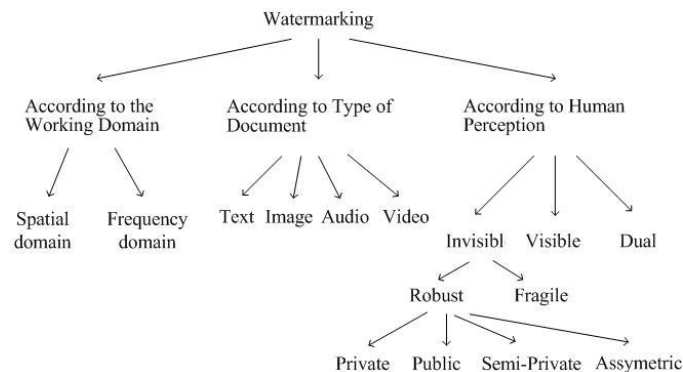 Watermarking
According to the
Working Domain
According to Type of
Document
According to Human
Perception
Spatial
domain
Frequency
domain
Text Image Audio Video
Invisibl Visible Dual
Robust Fragile
Private Public Semi-Private Assymetric